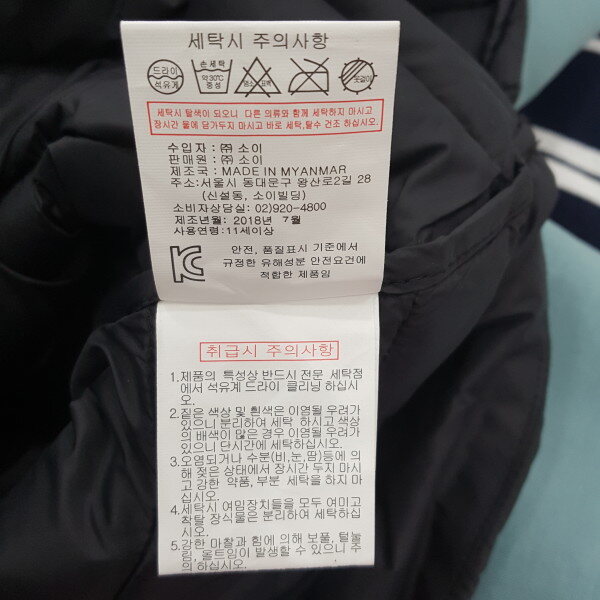 세탁시 주의사항
드라이
석유계
손세탁
약30℃
중성
염소표백
옷걸이
세탁시 탈색이 되오니 다른 의류와 함께 세탁하지 마시고
장시간 물에 담가두지 마시고 바로 세탁,탈수 건조 하십시오.
수입자 : ㈜ 소이
판매원 : ㈜ 소이
제조국 : MADE IN MYANMAR
주소:서울시 동대문구 왕산로2길 28
(신설동, 소이빌딩)
소비자상담실: 02)920-4800
제조년월: 2018년 7월
사용연령:11세이상
안전, 품질표시 기준에서
규정한 유해성분 안전요건에
적합한 제품임
취급시 주의사항
1.제품의 특성상 반드시 전문 세탁점
에서 석유계 드라이 클리닝 하십시
오.
2.짙은 색상 및 흰색은 이염될 우려가
있으니 분리하여 세탁 하시고 색상
의 배색이 많은 경우 이염될 우려가
있으니 단시간에 세탁하십시오.
3.오염되거나 수분(비,눈,땀)등에 의
해 젖은 상태에서 장시간 두지 마시
고 강한 약품, 부분 세탁을 하지 마
십시오.
4.세탁시 여밈장치들을 모두 여미고
착탈 장식물은 분리하여 세탁하십
시오.
5.강한 마찰과 힘에 의해 보풀, 털눌
림, 올트임이 발생할 수 있으니 주
의하십시오.